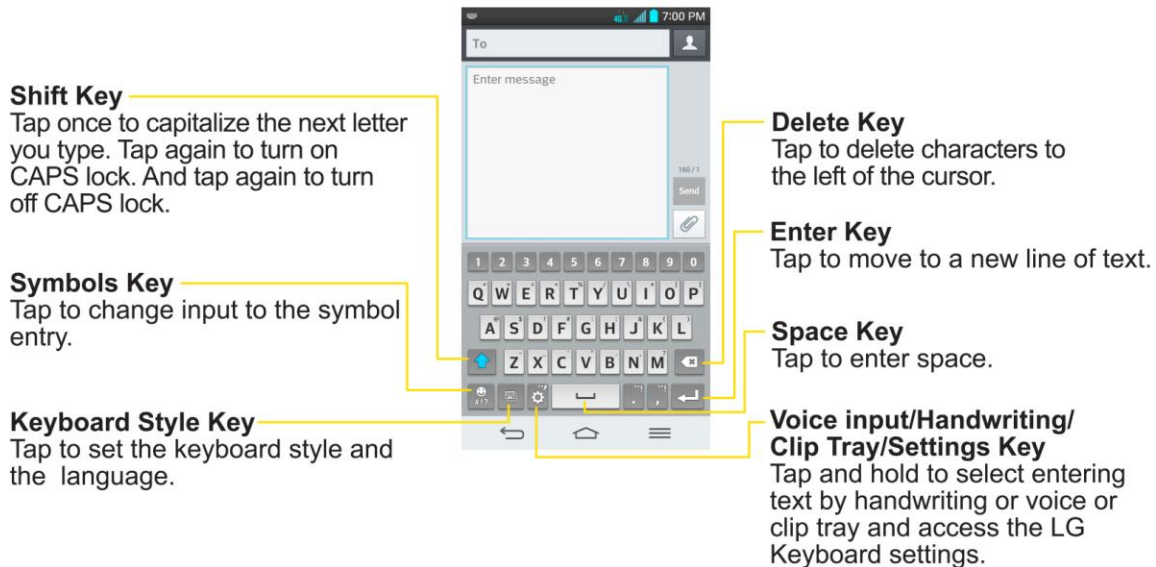 7:00 PM
To
Enter message
160 / 1
Send
1 2 3 4 5 6 7 8 9 0
Q W E R T Y U I O P
A S D F G H J K L
Z X C V B N M
#!?
. ,
Shift Key
Tap once to capitalize the next letter
you type. Tap again to turn on
CAPS lock. And tap again to turn
off CAPS lock.
Symbols Key
Tap to change input to the symbol
entry.
Keyboard Style Key
Tap to set the keyboard style and
the  language.
Delete Key
Tap to delete characters to
the left of the cursor.
Enter Key
Tap to move to a new line of text.
Space Key
Tap to enter space.
Voice input/Handwriting/
Clip Tray/Settings Key
Tap and hold to select entering
text by handwriting or voice or
clip tray and access the LG
Keyboard settings.